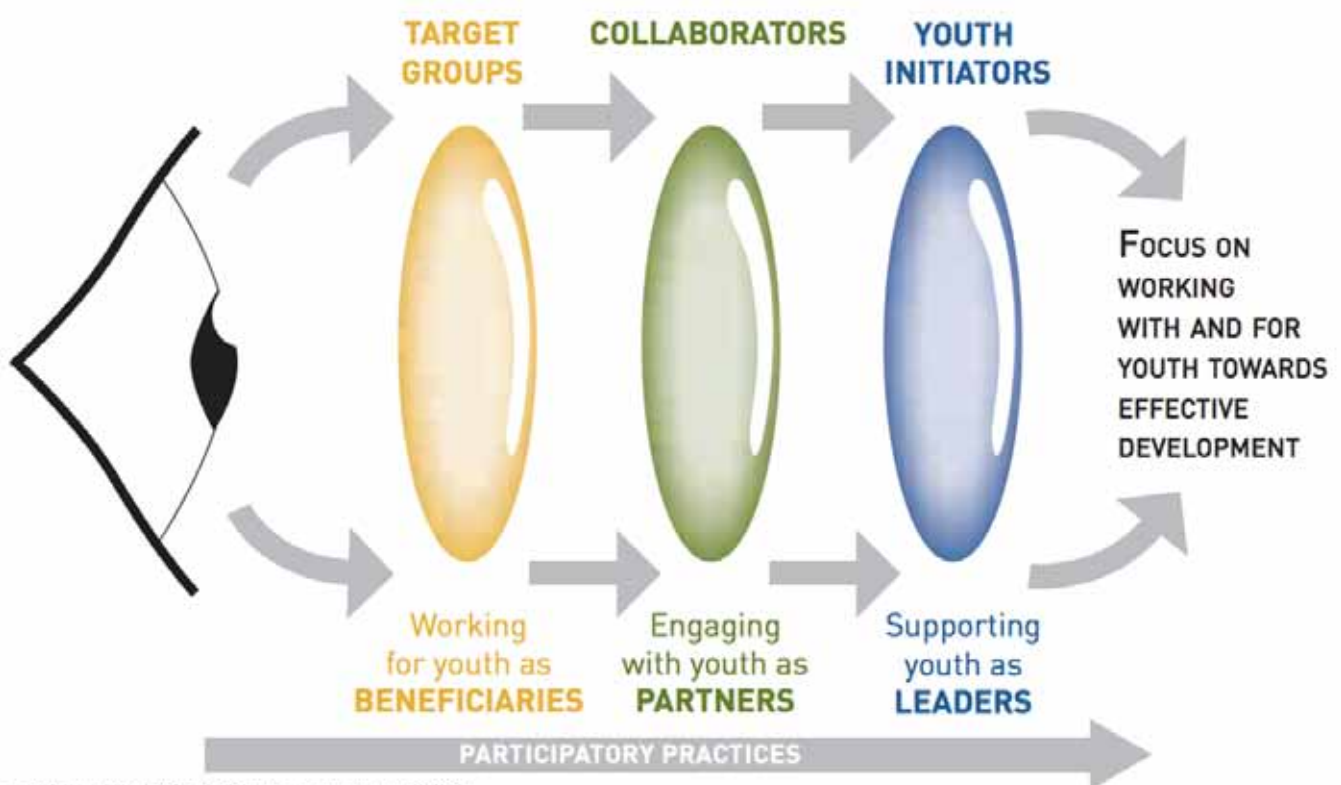 TARGET
GROUPS
COLLABORATORS
YOUTH
INITIATORS
FOCUS ON
WORKING
WITH AND FOR
YOUTH TOWARDS
EFFECTIVE
DEVELOPMENT
Working
for youth as
BENEFICIARIES
Engaging
with youth as
PARTNERS
Supporting
youth as
LEADERS
PARTICIPATORY PRACTICES